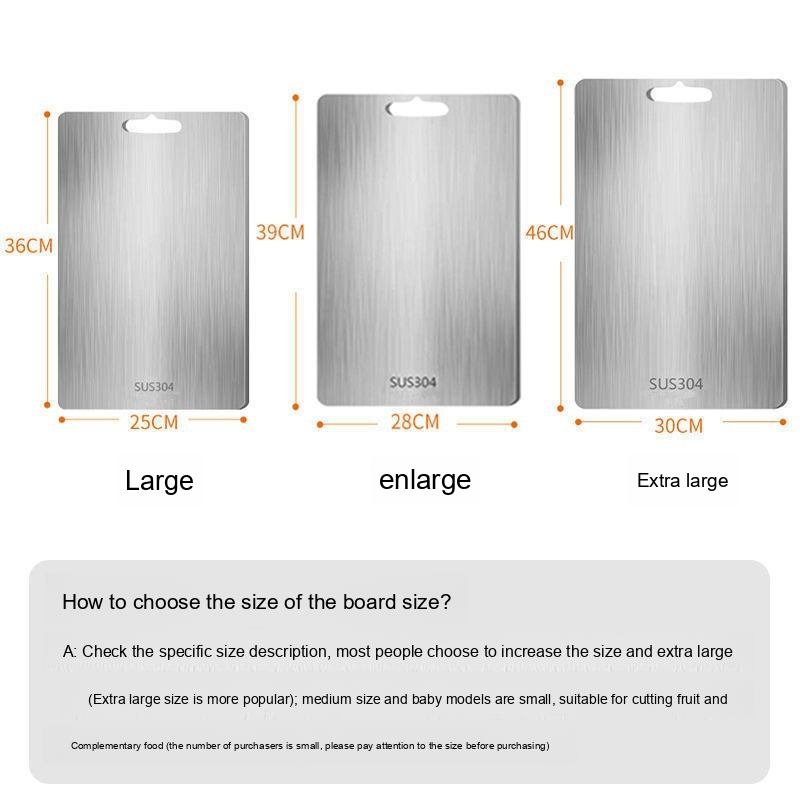 36CM
39CM
46CM
SUS304
SUS304
SUS304
25CM
28CM
30CM
Large
enlarge
Extra large
How to choose the size of the board size?
A: Check the specific size description, most people choose to increase the size and extra large
(Extra large size is more popular); medium size and baby models are small, suitable for cutting fruit and
Complementary food (the number of purchasers is small, please pay attention to the size before purchasing)